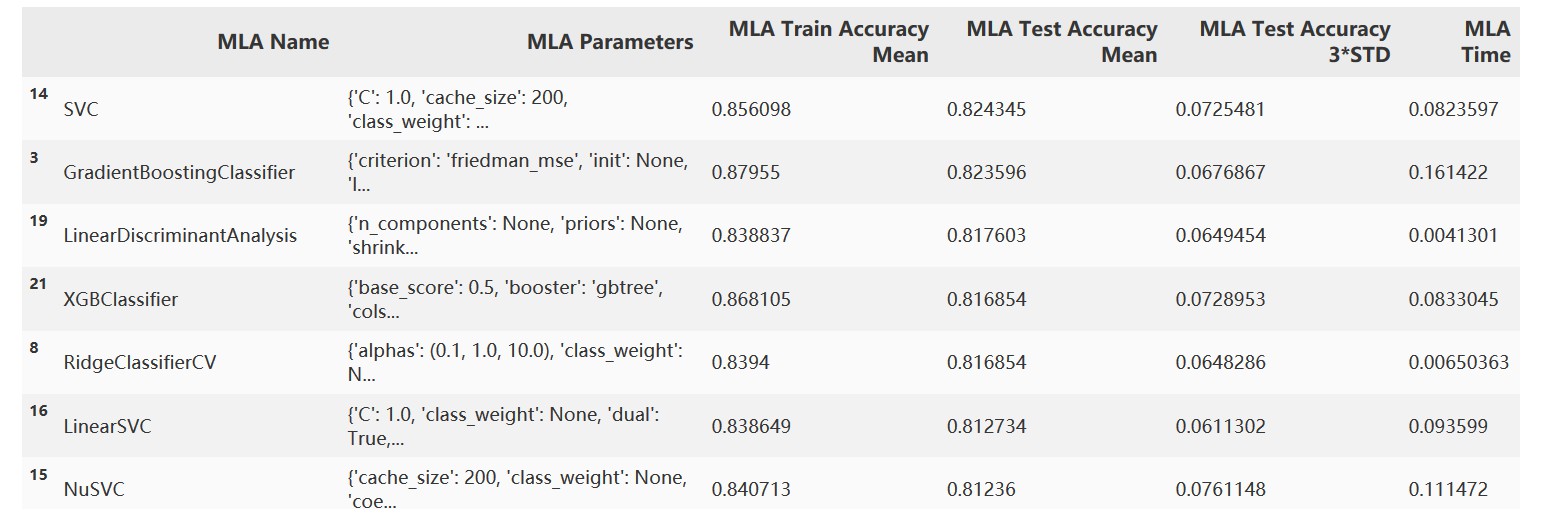 MLA Name MLA Parameters MLA Train Accuracy Mean MLA Test Accuracy Mean MLA Test Accuracy 3*STD MLA Time
14 SVC {'C': 1.0, 'cache_size': 200, 'class_weight': ... 0.856098 0.824345 0.0725481 0.0823597
3 GradientBoostingClassifier {'criterion': 'friedman_mse', 'init': None, 'l... 0.87955 0.823596 0.0676867 0.161422
19 LinearDiscriminantAnalysis {'n_components': None, 'priors': None, 'shrink... 0.838837 0.817603 0.0649454 0.0041301
21 XGBClassifier {'base_score': 0.5, 'booster': 'gbtree', 'cols... 0.868105 0.816854 0.0728953 0.0833045
8 RidgeClassifierCV {'alphas': (0.1, 1.0, 10.0), 'class_weight': N... 0.8394 0.816854 0.0648286 0.00650363
16 LinearSVC {'C': 1.0, 'class_weight': None, 'dual': True,... 0.838649 0.812734 0.0611302 0.093599
15 NuSVC {'cache_size': 200, 'class_weight': None, 'coe... 0.840713 0.81236 0.0761148 0.111472